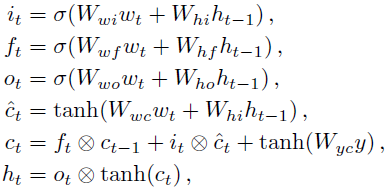 i_t = σ(W_{wi}w_t + W_{hi}h_{t−1}) ,
f_t = σ(W_{wf}w_t + W_{hf}h_{t−1}) ,
o_t = σ(W_{wo}w_t + W_{ho}h_{t−1}) ,
ĉ_t = tanh(W_{wc}w_t + W_{hi}h_{t−1}) ,
c_t = f_t ⊗ c_{t−1} + i_t ⊗ ĉ_t + tanh(W_{yc}y) ,
h_t = o_t ⊗ tanh(c_t) ,